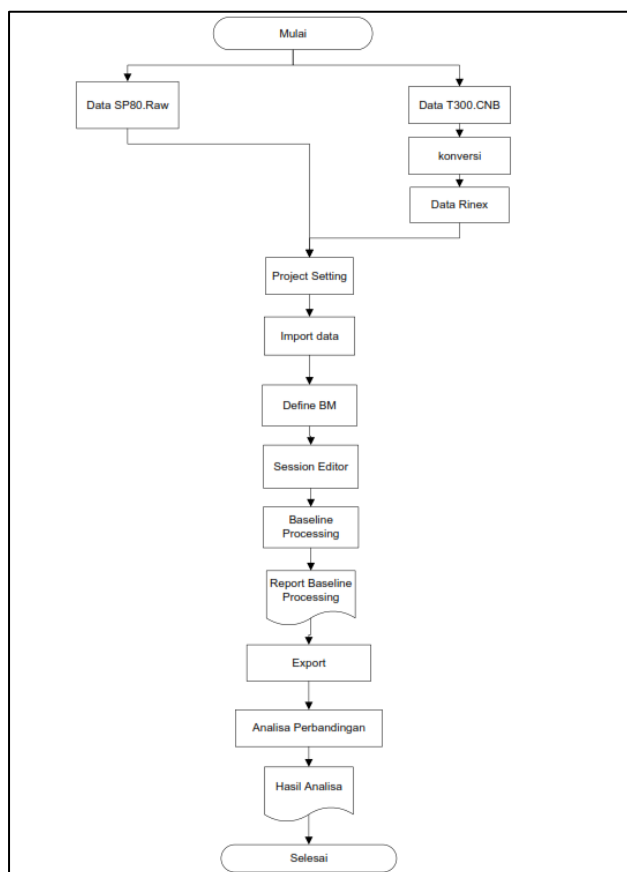 Mulai
Data SP80.Raw
Data T300.CNB
konversi
Data Rinex
Project Setting
Import data
Define BM
Session Editor
Baseline
Processing
Report Baseline
Processing
Export
Analisa Perbandingan
Hasil Analisa
Selesai